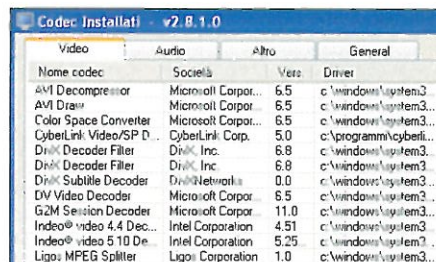 Codec Installati - v2.8.1.0
Video Audio Altro General
Nome codec Società Vers Driver
AVI Decompressor Microsoft Corpor... 6.5 c:\windows\system3...
AVI Draw Microsoft Corpor... 6.5 c:\windows\system3...
Color Space Converter Microsoft Corpor... 6.5 c:\windows\system3...
CyberLink Video/SP D... CyberLink Corp. 5.0 c:\programmi\cyberli...
DivX Decoder Filter DivX, Inc. 6.8 c:\windows\system3...
DivX Decoder Filter DivX, Inc. 6.8 c:\windows\system3...
DivX Subtitle Decoder DivXNetworks 0.0 c:\windows\system3...
DV Video Decoder Microsoft Corpor... 6.5 c:\windows\system3...
G2M Session Decoder Microsoft Corpor... 11.0 c:\windows\system3...
Indeo® video 4.4 Dec... Intel Corporation 4.51 c:\windows\system3...
Indeo® video 5.10 De... Intel Corporation 5.25... c:\windows\system3...
Ligos MPEG Splitter Ligos Corporation 1.0 c:\windows\system3...